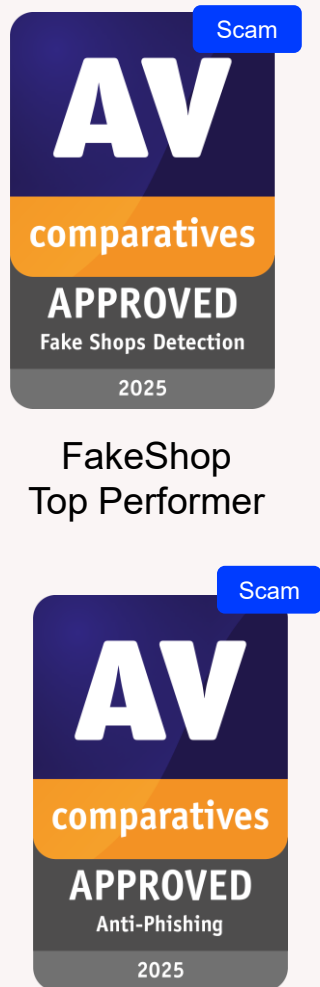 Scam
AV
comparatives
APPROVED
Fake Shops Detection
2025
FakeShop
Top Performer
Scam
AV
comparatives
APPROVED
Anti-Phishing
2025